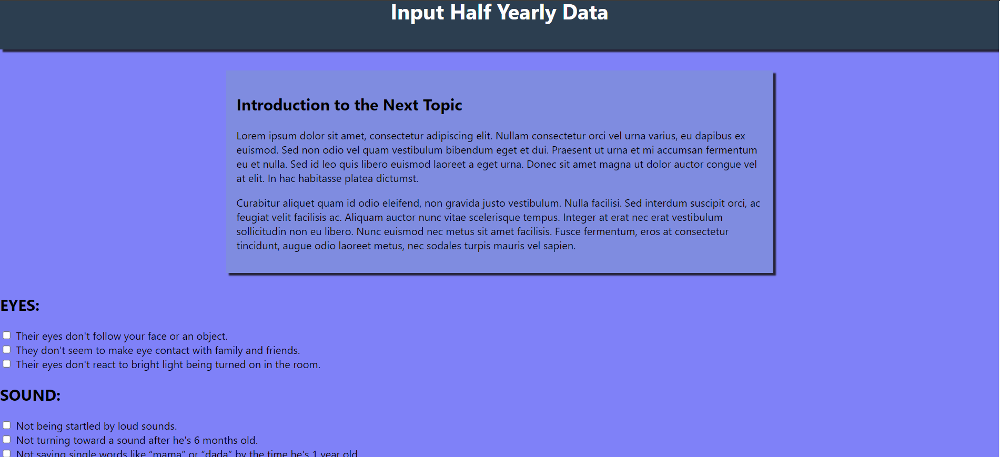 Input Half Yearly Data
Introduction to the Next Topic
Lorem ipsum dolor sit amet, consectetur adipiscing elit. Nullam consectetur orci vel urna varius, eu dapibus ex
euismod. Sed non odio vel quam vestibulum bibendum eget et dui. Praesent ut urna et mi accumsan fermentum
eu et nulla. Sed id leo quis libero euismod laoreet a eget urna. Donec sit amet magna ut dolor auctor congue vel
at elit. In hac habitasse platea dictumst.
Curabitur aliquet quam id odio eleifend, non gravida justo vestibulum. Nulla facilisi. Sed interdum suscipit orci, ac
feugiat velit facilisis ac. Aliquam auctor nunc vitae scelerisque tempus. Integer at erat nec erat vestibulum
sollicitudin non eu libero. Nunc euismod nec metus sit amet facilisis. Fusce fermentum, eros at consectetur
tincidunt, augue odio laoreet metus, nec sodales turpis mauris vel sapien.
EYES:
Their eyes don't follow your face or an object.
They don't seem to make eye contact with family and friends.
Their eyes don't react to bright light being turned on in the room.
SOUND:
Not being startled by loud sounds.
Not turning toward a sound after he's 6 months old.
Not saying single words like “mama” or “dada” by the time he's 1 year old